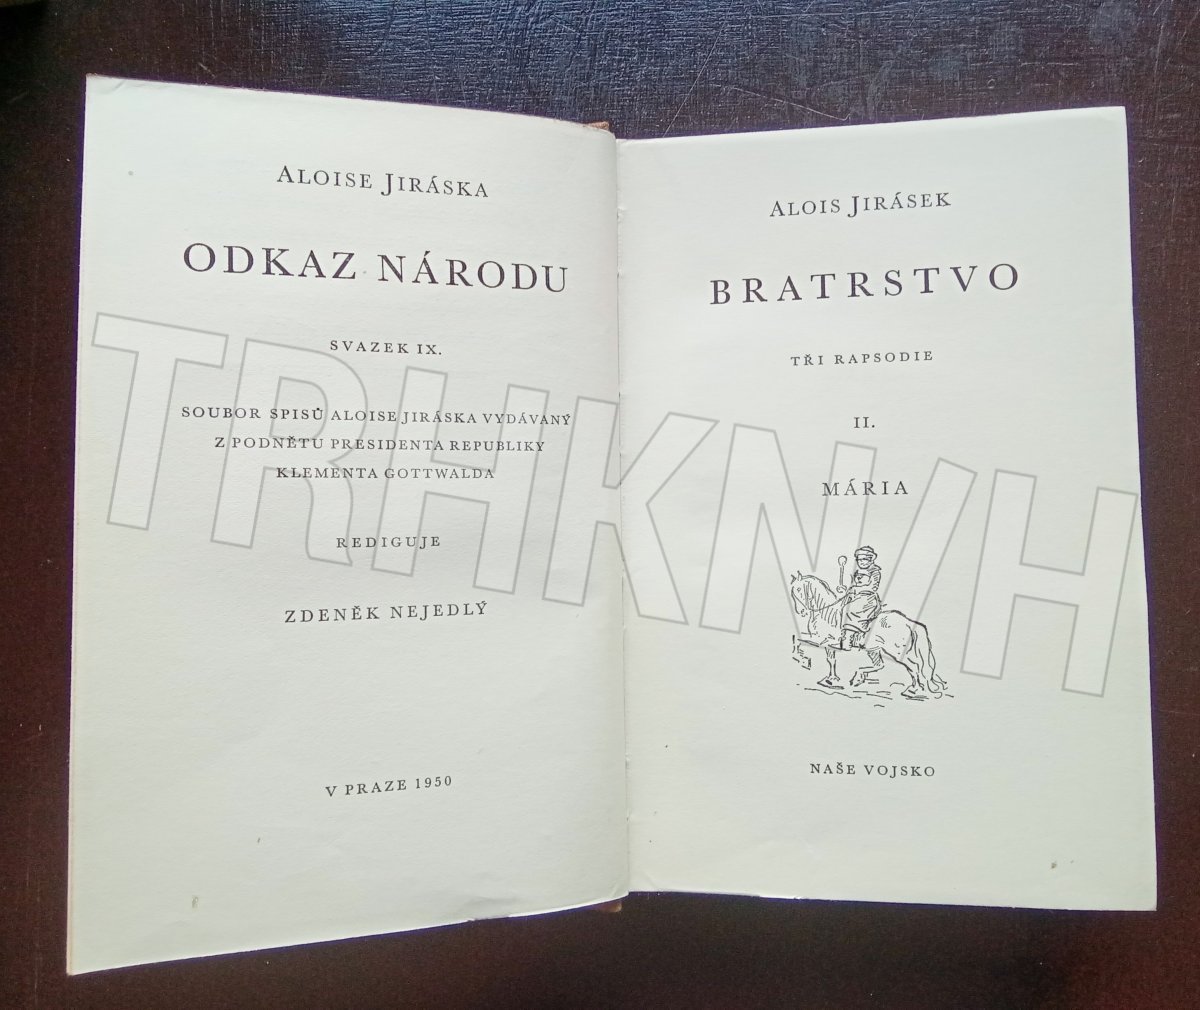 ALOISE JIRÁSKA
ODKAZ NÁRODU
SVAZEK IX.
SOUBOR SPISŮ ALOISE JIRÁSKA VYDÁVANÝ
Z PODNĚTU PRESIDENTA REPUBLIKY
KLEMENTA GOTTWALDA
REDIGUJE
ZDENĚK NEJEDLÝ
V PRAZE 1950
ALOIS JIRÁSEK
BRATRSTVO
TŘI RAPSODIE
II.
MÁRIA
NAŠE VOJSKO
TRHKNIH